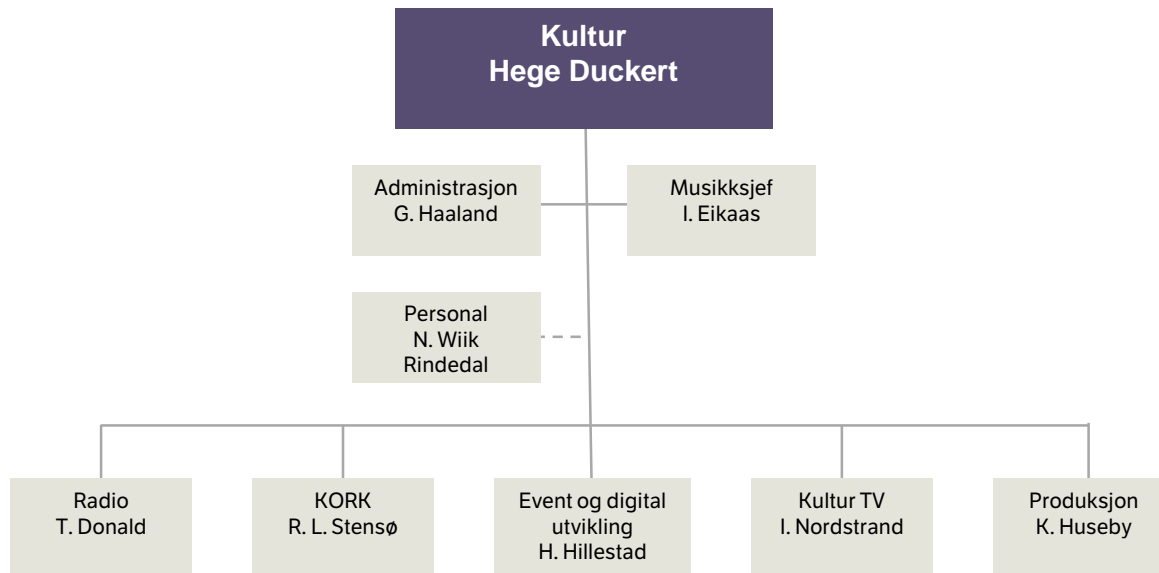 Kultur
Hege Duckert
Administrasjon
G. Haaland
Musikksjef
I. Eikaas
Personal
N. Wiik
Rindedal
Radio
T. Donald
KORK
R. L. Stensø
Event og digital
utvikling
H. Hillestad
Kultur TV
I. Nordstrand
Produksjon
K. Huseby